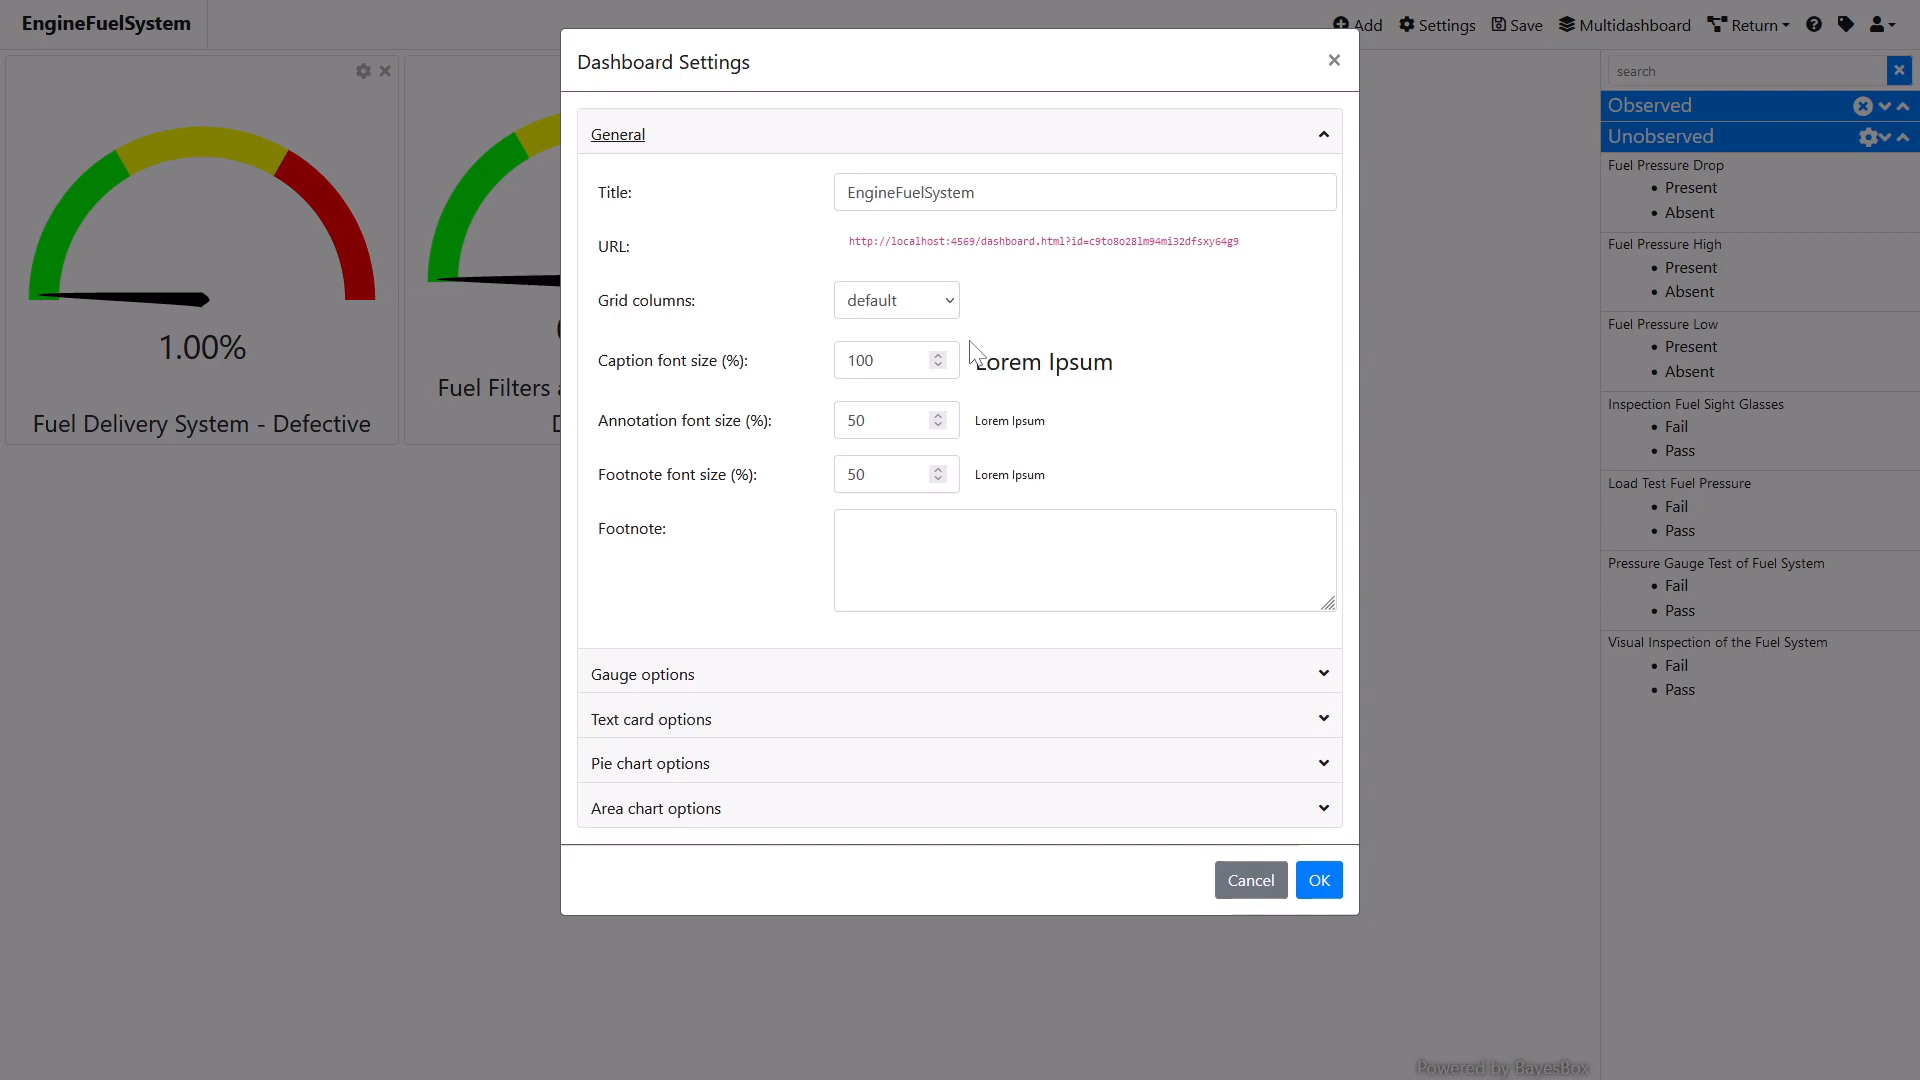 EngineFuelSystem
Add Settings Save Multidashboard Return
1.00%
Fuel Delivery System - Defective
Fuel Filters
Dashboard Settings
General
Title: EngineFuelSystem
URL: http://localhost:4569/dashboard.html?id=c9to8o28lm94mi32dfsxy64g9
Grid columns: default
Caption font size (%): 100 Lorem Ipsum
Annotation font size (%): 50 Lorem Ipsum
Footnote font size (%): 50 Lorem Ipsum
Footnote:
Gauge options
Text card options
Pie chart options
Area chart options
Cancel OK
search
Observed
Unobserved
Fuel Pressure Drop
Present
Absent
Fuel Pressure High
Present
Absent
Fuel Pressure Low
Present
Absent
Inspection Fuel Sight Glasses
Fail
Pass
Load Test Fuel Pressure
Fail
Pass
Pressure Gauge Test of Fuel System
Fail
Pass
Visual Inspection of the Fuel System
Fail
Pass
Powered by BayesBox